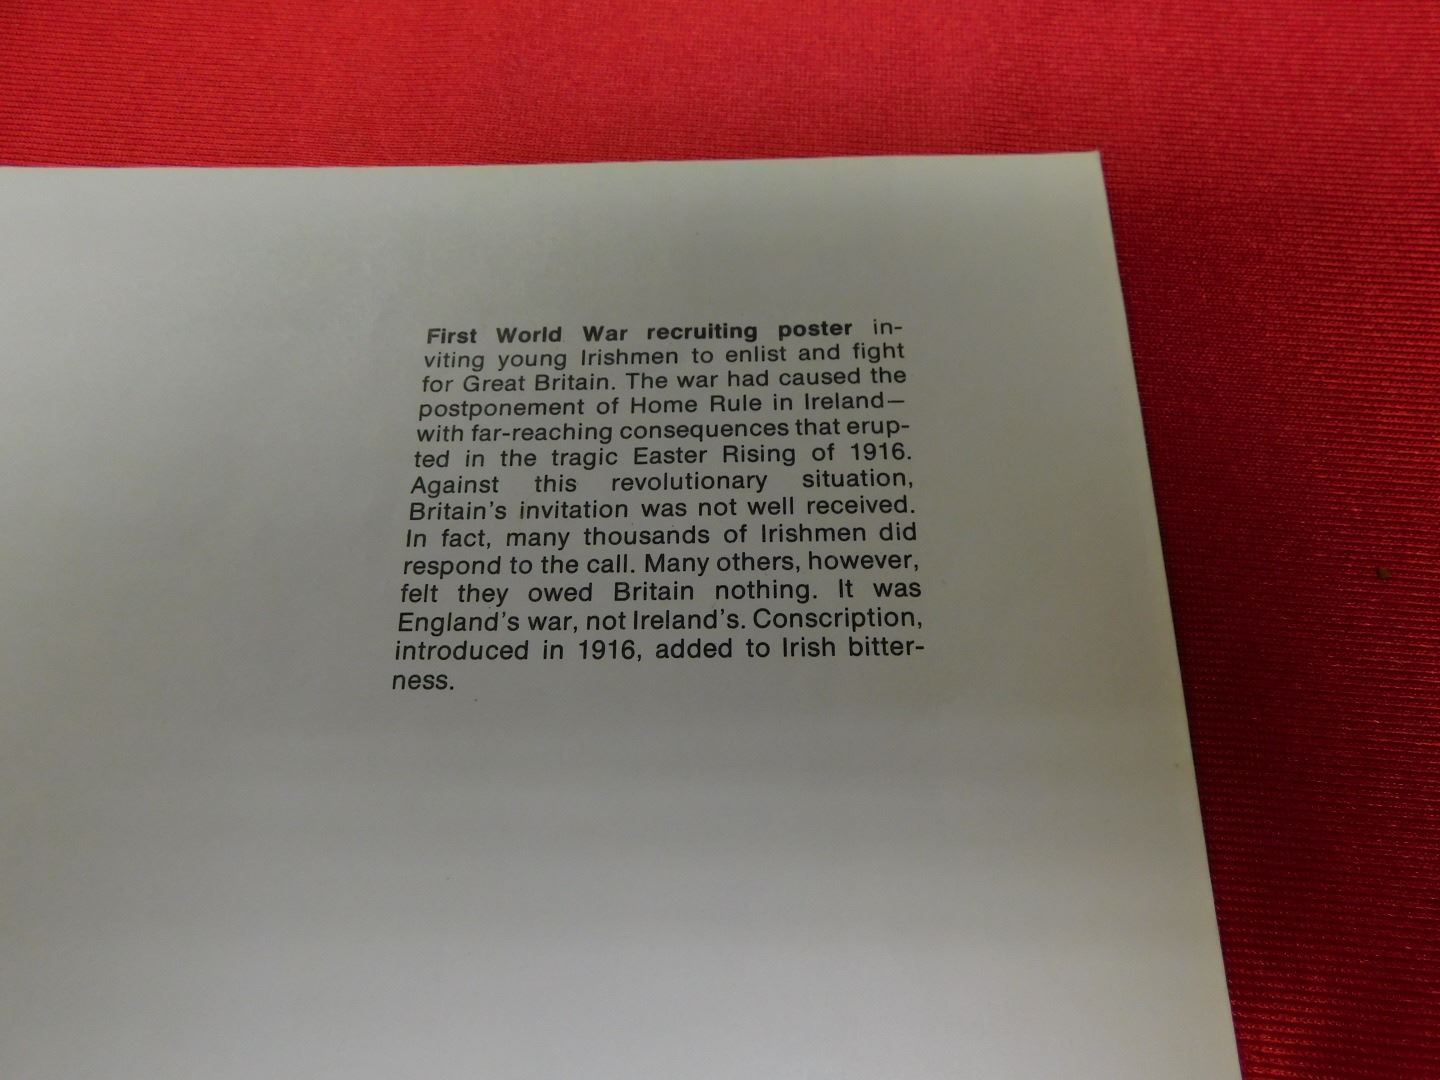 First World War recruiting poster in-
viting young Irishmen to enlist and fight
for Great Britain. The war had caused the
postponement of Home Rule in Ireland—
with far-reaching consequences that erup-
ted in the tragic Easter Rising of 1916.
Against this revolutionary situation,
Britain's invitation was not well received.
In fact, many thousands of Irishmen did
respond to the call. Many others, however,
felt they owed Britain nothing. It was
England's war, not Ireland's. Conscription,
introduced in 1916, added to Irish bitter-
ness.